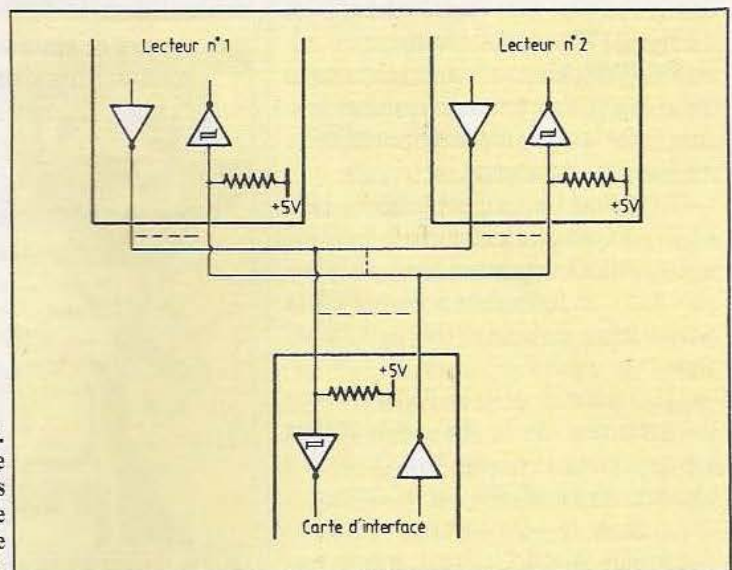 Lecteur n° 1
Lecteur n° 2
+5V
+5V
+5V
Carte d'interface